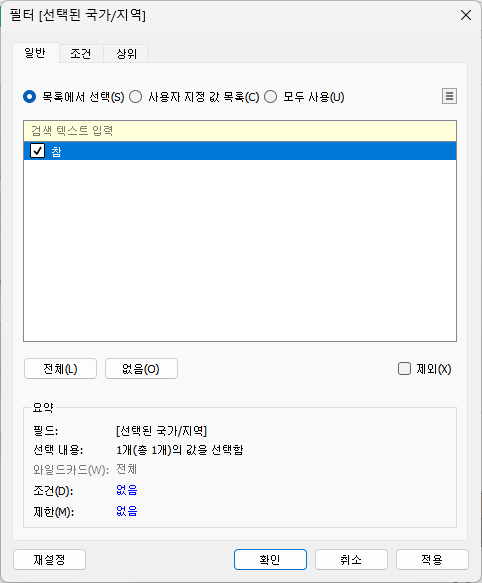 필터 [선택된 국가/지역]
일반 조건 상위
목록에서 선택(S) 사용자 지정 값 목록(C) 모두 사용(U)
검색 텍스트 입력
참
전체(L) 없음(O) 제외(X)
요약
필드: [선택된 국가/지역]
선택 내용: 1개(총 1개)의 값을 선택함
와일드카드(W): 전체
조건(D): 없음
제한(M): 없음
재설정 확인 취소 적용